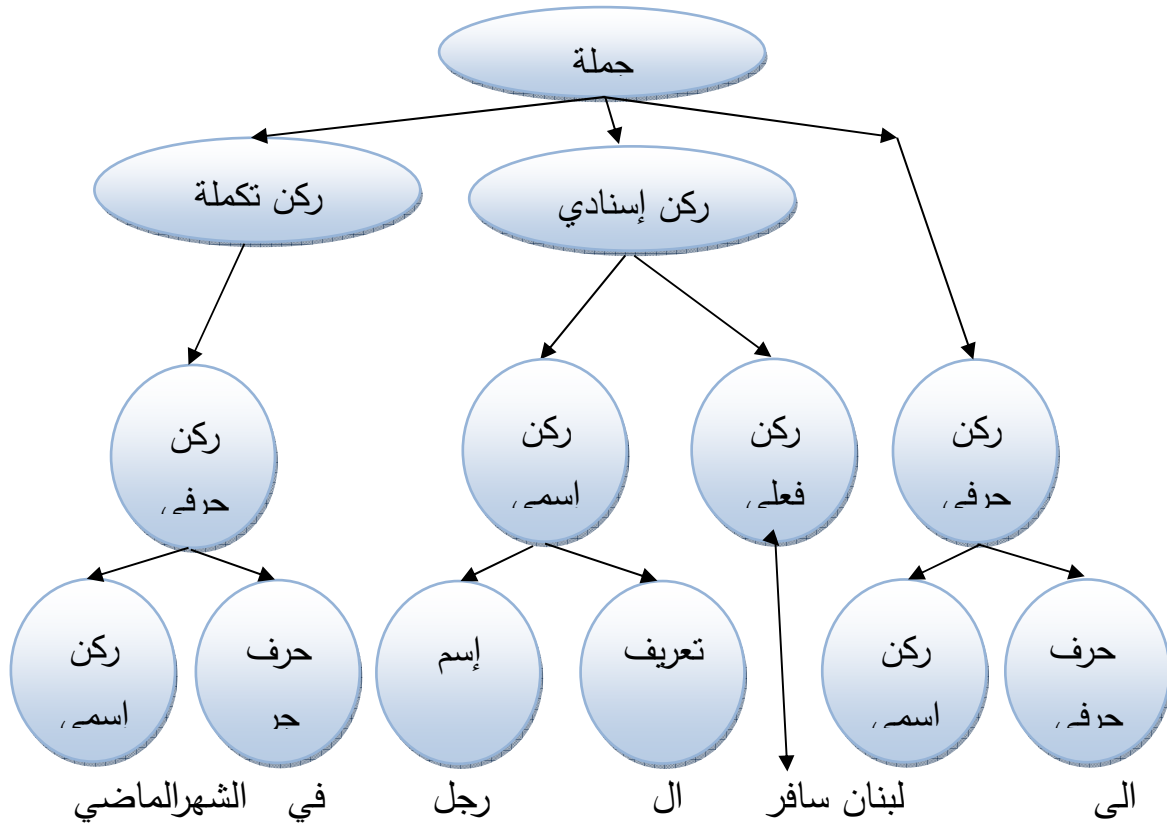 جملة
ركن تكملة
ركن إسنادي
ركن
حرفي
ركن
فعلي
ركن
اسمي
ركن
حرفي
حرف
حرفي
ركن
اسمي
تعريف
إسم
حرف
جر
ركن
اسمي
الى لبنان سافر ال رجل في الشهرالماضي